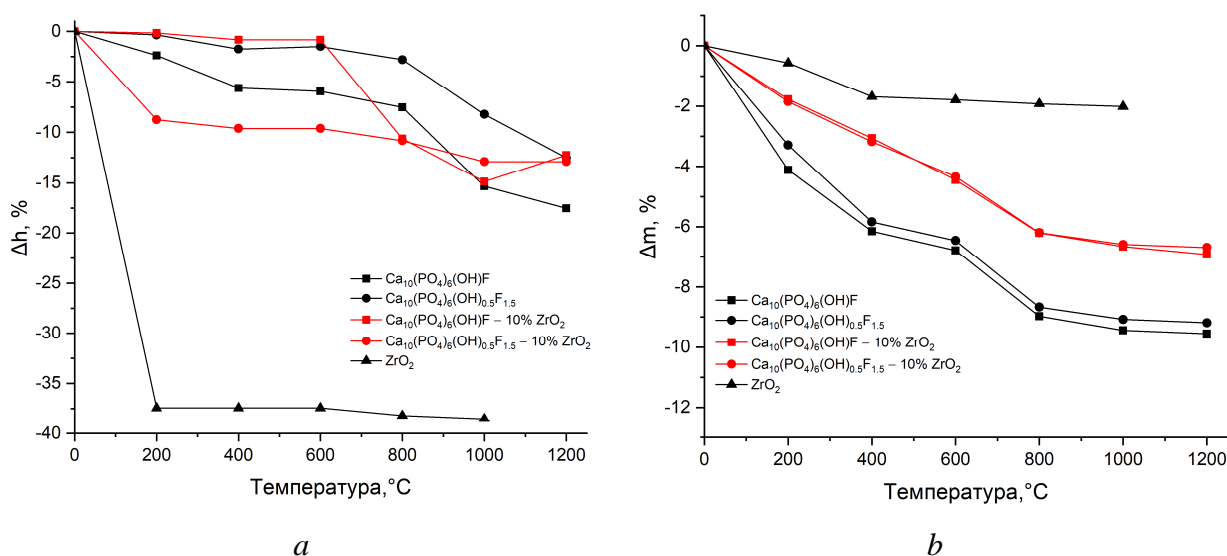 0
-5
-10
-15
-20
-25
-30
-35
-40
Δh, %
Ca₁₀(PO₄)₆(OH)F
Ca₁₀(PO₄)₆(OH)₀.₅F₁.₅
Ca₁₀(PO₄)₆(OH)F – 10% ZrO₂
Ca₁₀(PO₄)₆(OH)₀.₅F₁.₅ – 10% ZrO₂
ZrO₂
0 200 400 600 800 1000 1200
Температура,°C
a
0
-2
-4
-6
-8
-10
-12
Δm, %
Ca₁₀(PO₄)₆(OH)F
Ca₁₀(PO₄)₆(OH)₀.₅F₁.₅
Ca₁₀(PO₄)₆(OH)F – 10% ZrO₂
Ca₁₀(PO₄)₆(OH)₀.₅F₁.₅ – 10% ZrO₂
ZrO₂
0 200 400 600 800 1000 1200
Температура,°C
b